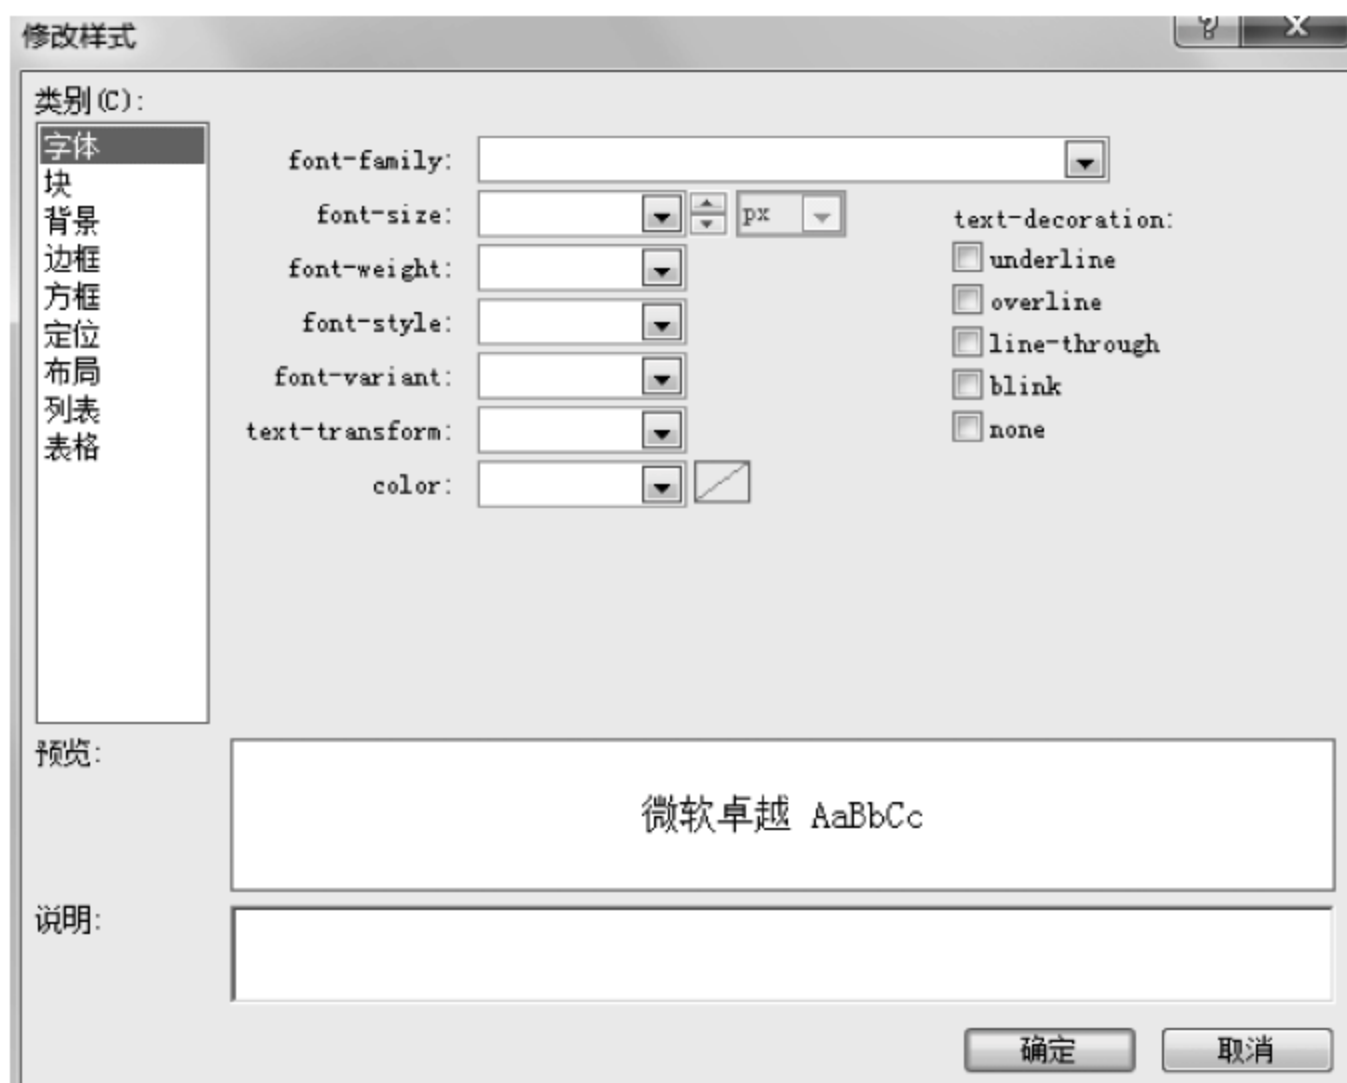 修改样式
类别(C):
字体
块
背景
边框
方框
定位
布局
列表
表格
font-family:
font-size:
px
font-weight:
font-style:
font-variant:
text-transform:
color:
text-decoration:
underline
overline
line-through
blink
none
预览:
微软卓越 AaBbCc
说明:
确定
取消